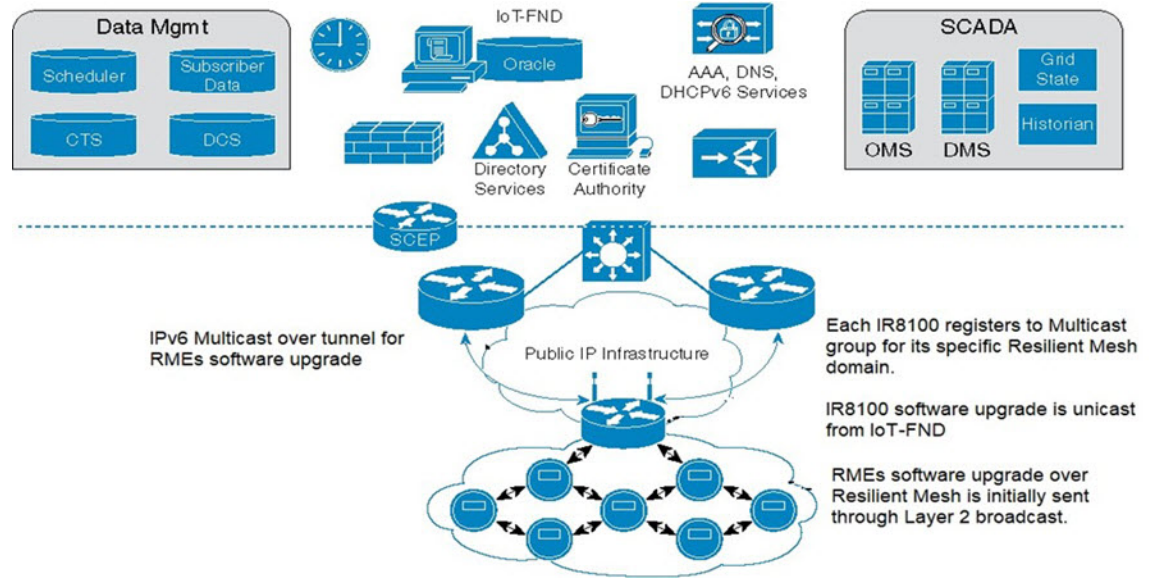 Data Mgmt
Scheduler
Subscriber
Data
CTS
DCS
IoT-FND
Oracle
AAA, DNS,
DHCPv6 Services
Directory
Services
Certificate
Authority
SCADA
Grid
State
Historian
OMS
DMS
SCEP
IPv6 Multicast over tunnel for
RMEs software upgrade
Public IP Infrastructure
Each IR8100 registers to Multicast
group for its specific Resilient Mesh
domain.
IR8100 software upgrade is unicast
from IoT-FND
RMEs software upgrade over
Resilient Mesh is initially sent
through Layer 2 broadcast.